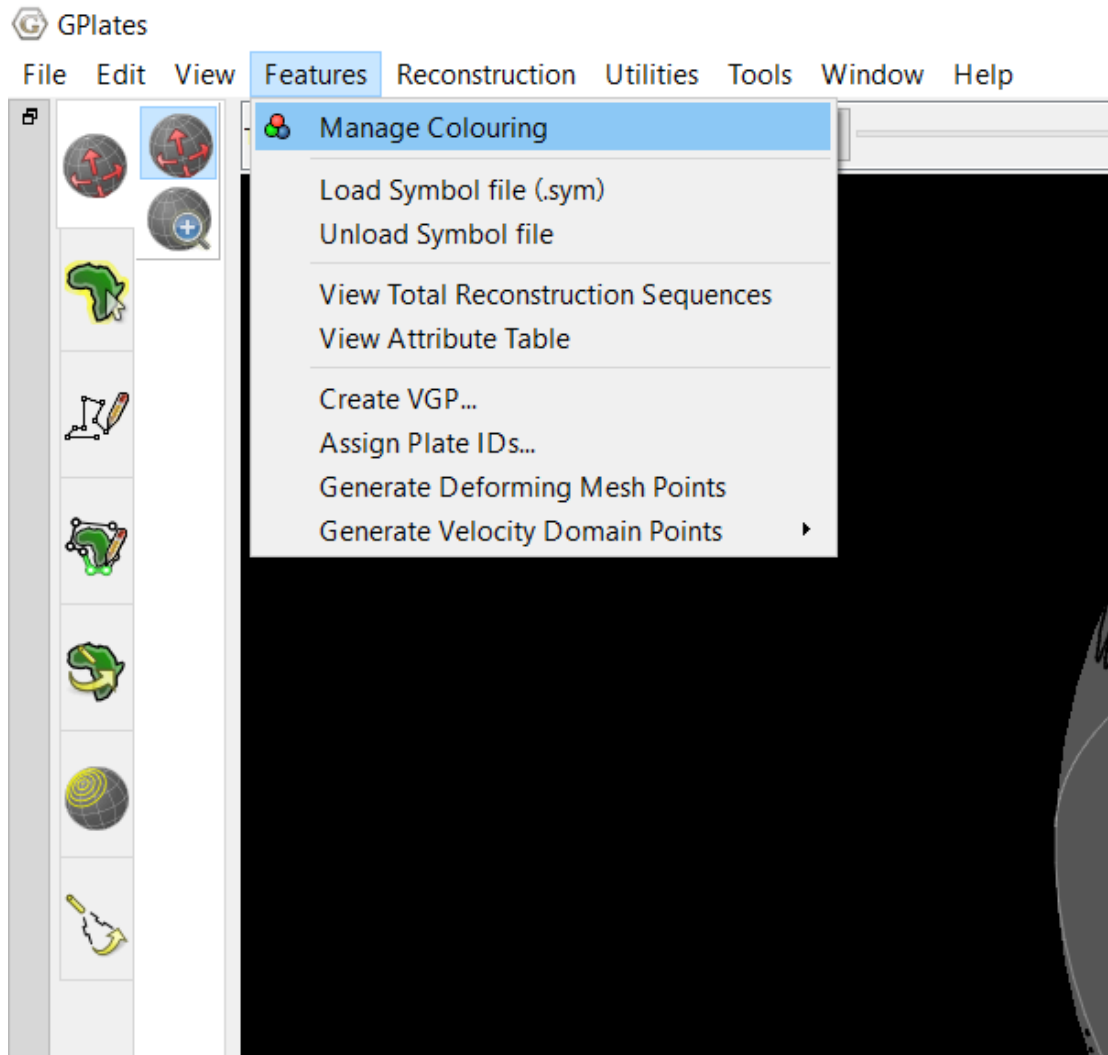 GPlates
File Edit View Features Reconstruction Utilities Tools Window Help
Manage Colouring
Load Symbol file (.sym)
Unload Symbol file
View Total Reconstruction Sequences
View Attribute Table
Create VGP...
Assign Plate IDs...
Generate Deforming Mesh Points
Generate Velocity Domain Points